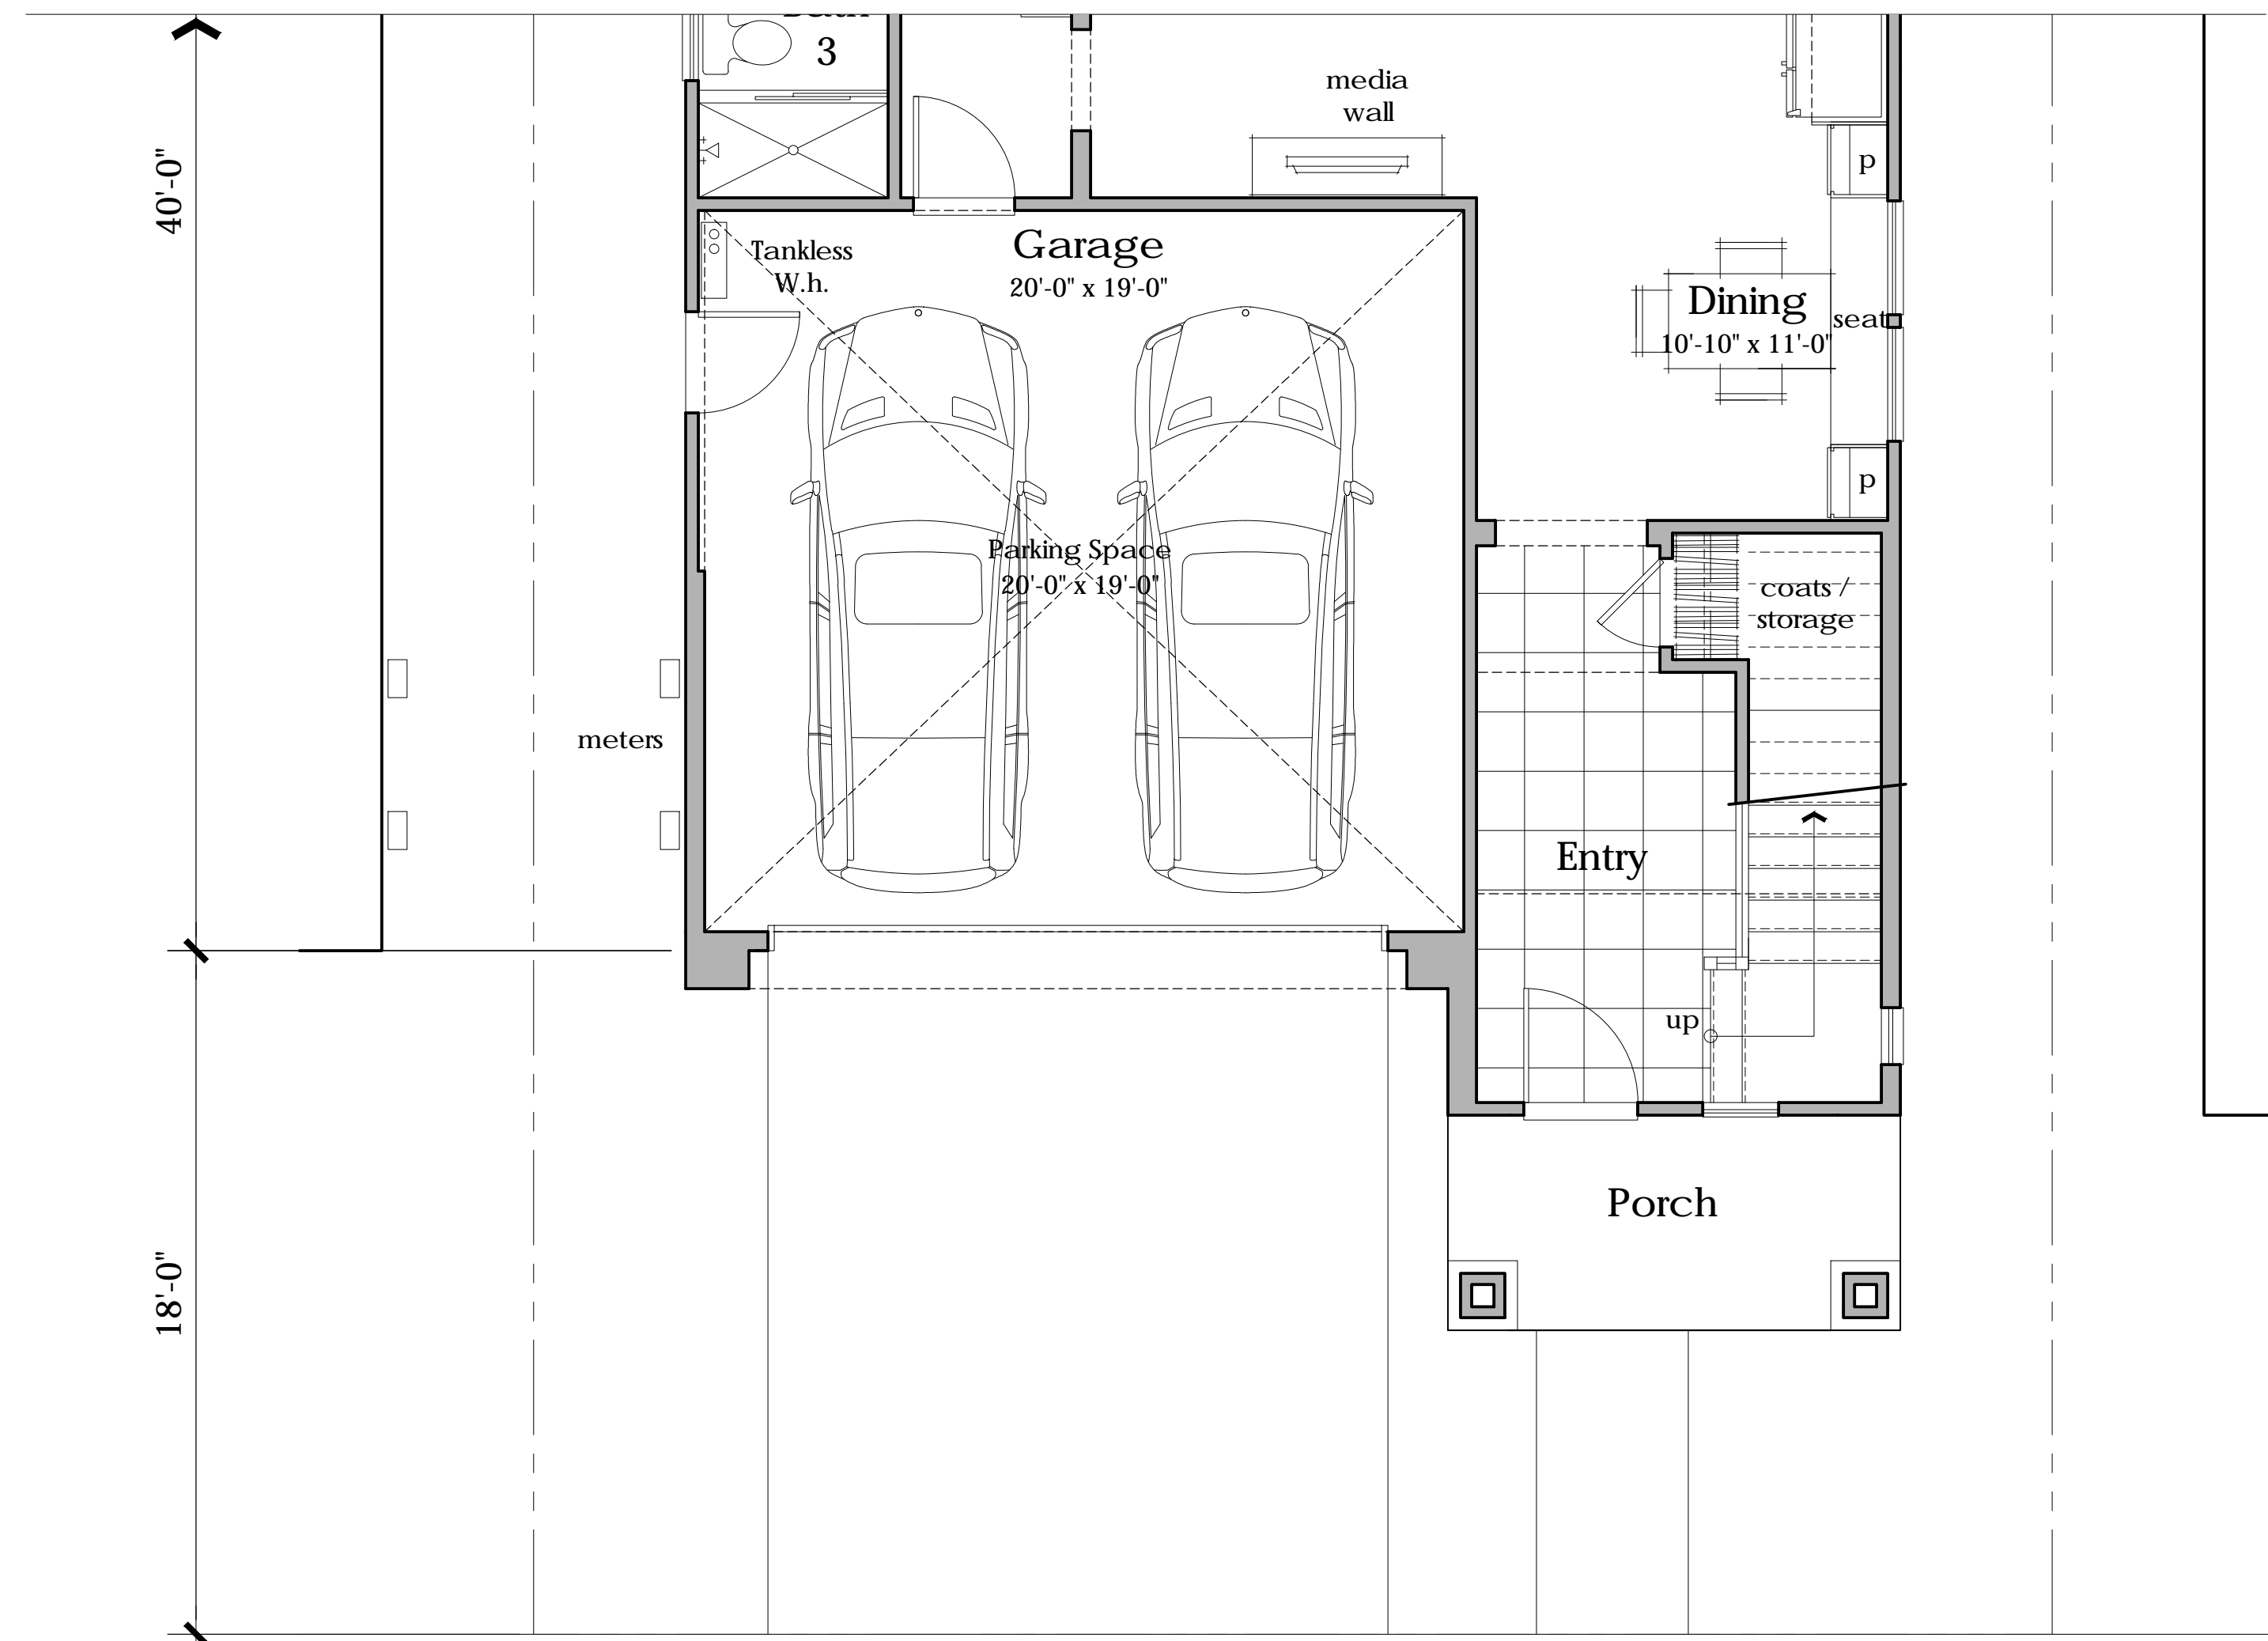 3
media
wall
40'-0"
p
Tankless
W.h.
Garage
20'-0" x 19'-0"
Dining
10'-10" x 11'-0"
seat
p
Parking Space
20'-0" x 19'-0"
coats /
storage
meters
Entry
up
Porch
18'-0"